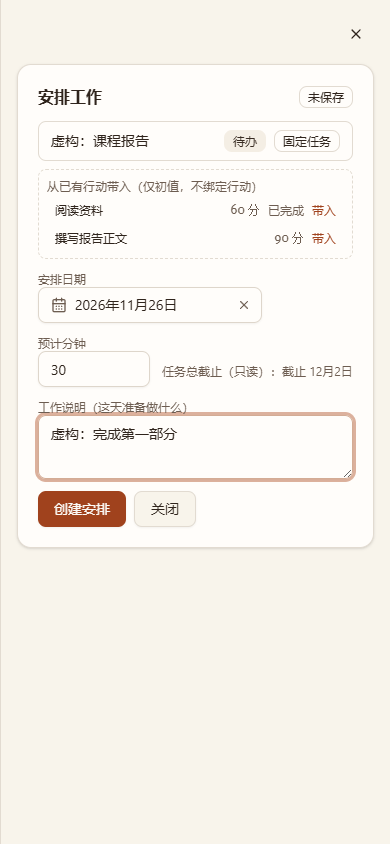 安排工作 未保存
虚构：课程报告 待办 固定任务
从已有行动带入（仅初值，不绑定行动）
阅读资料 60 分 已完成 带入
撰写报告正文 90 分 带入
安排日期
2026年11月26日
预计分钟
30 任务总截止（只读）：截止 12月2日
工作说明（这天准备做什么）
虚构：完成第一部分
创建安排 关闭